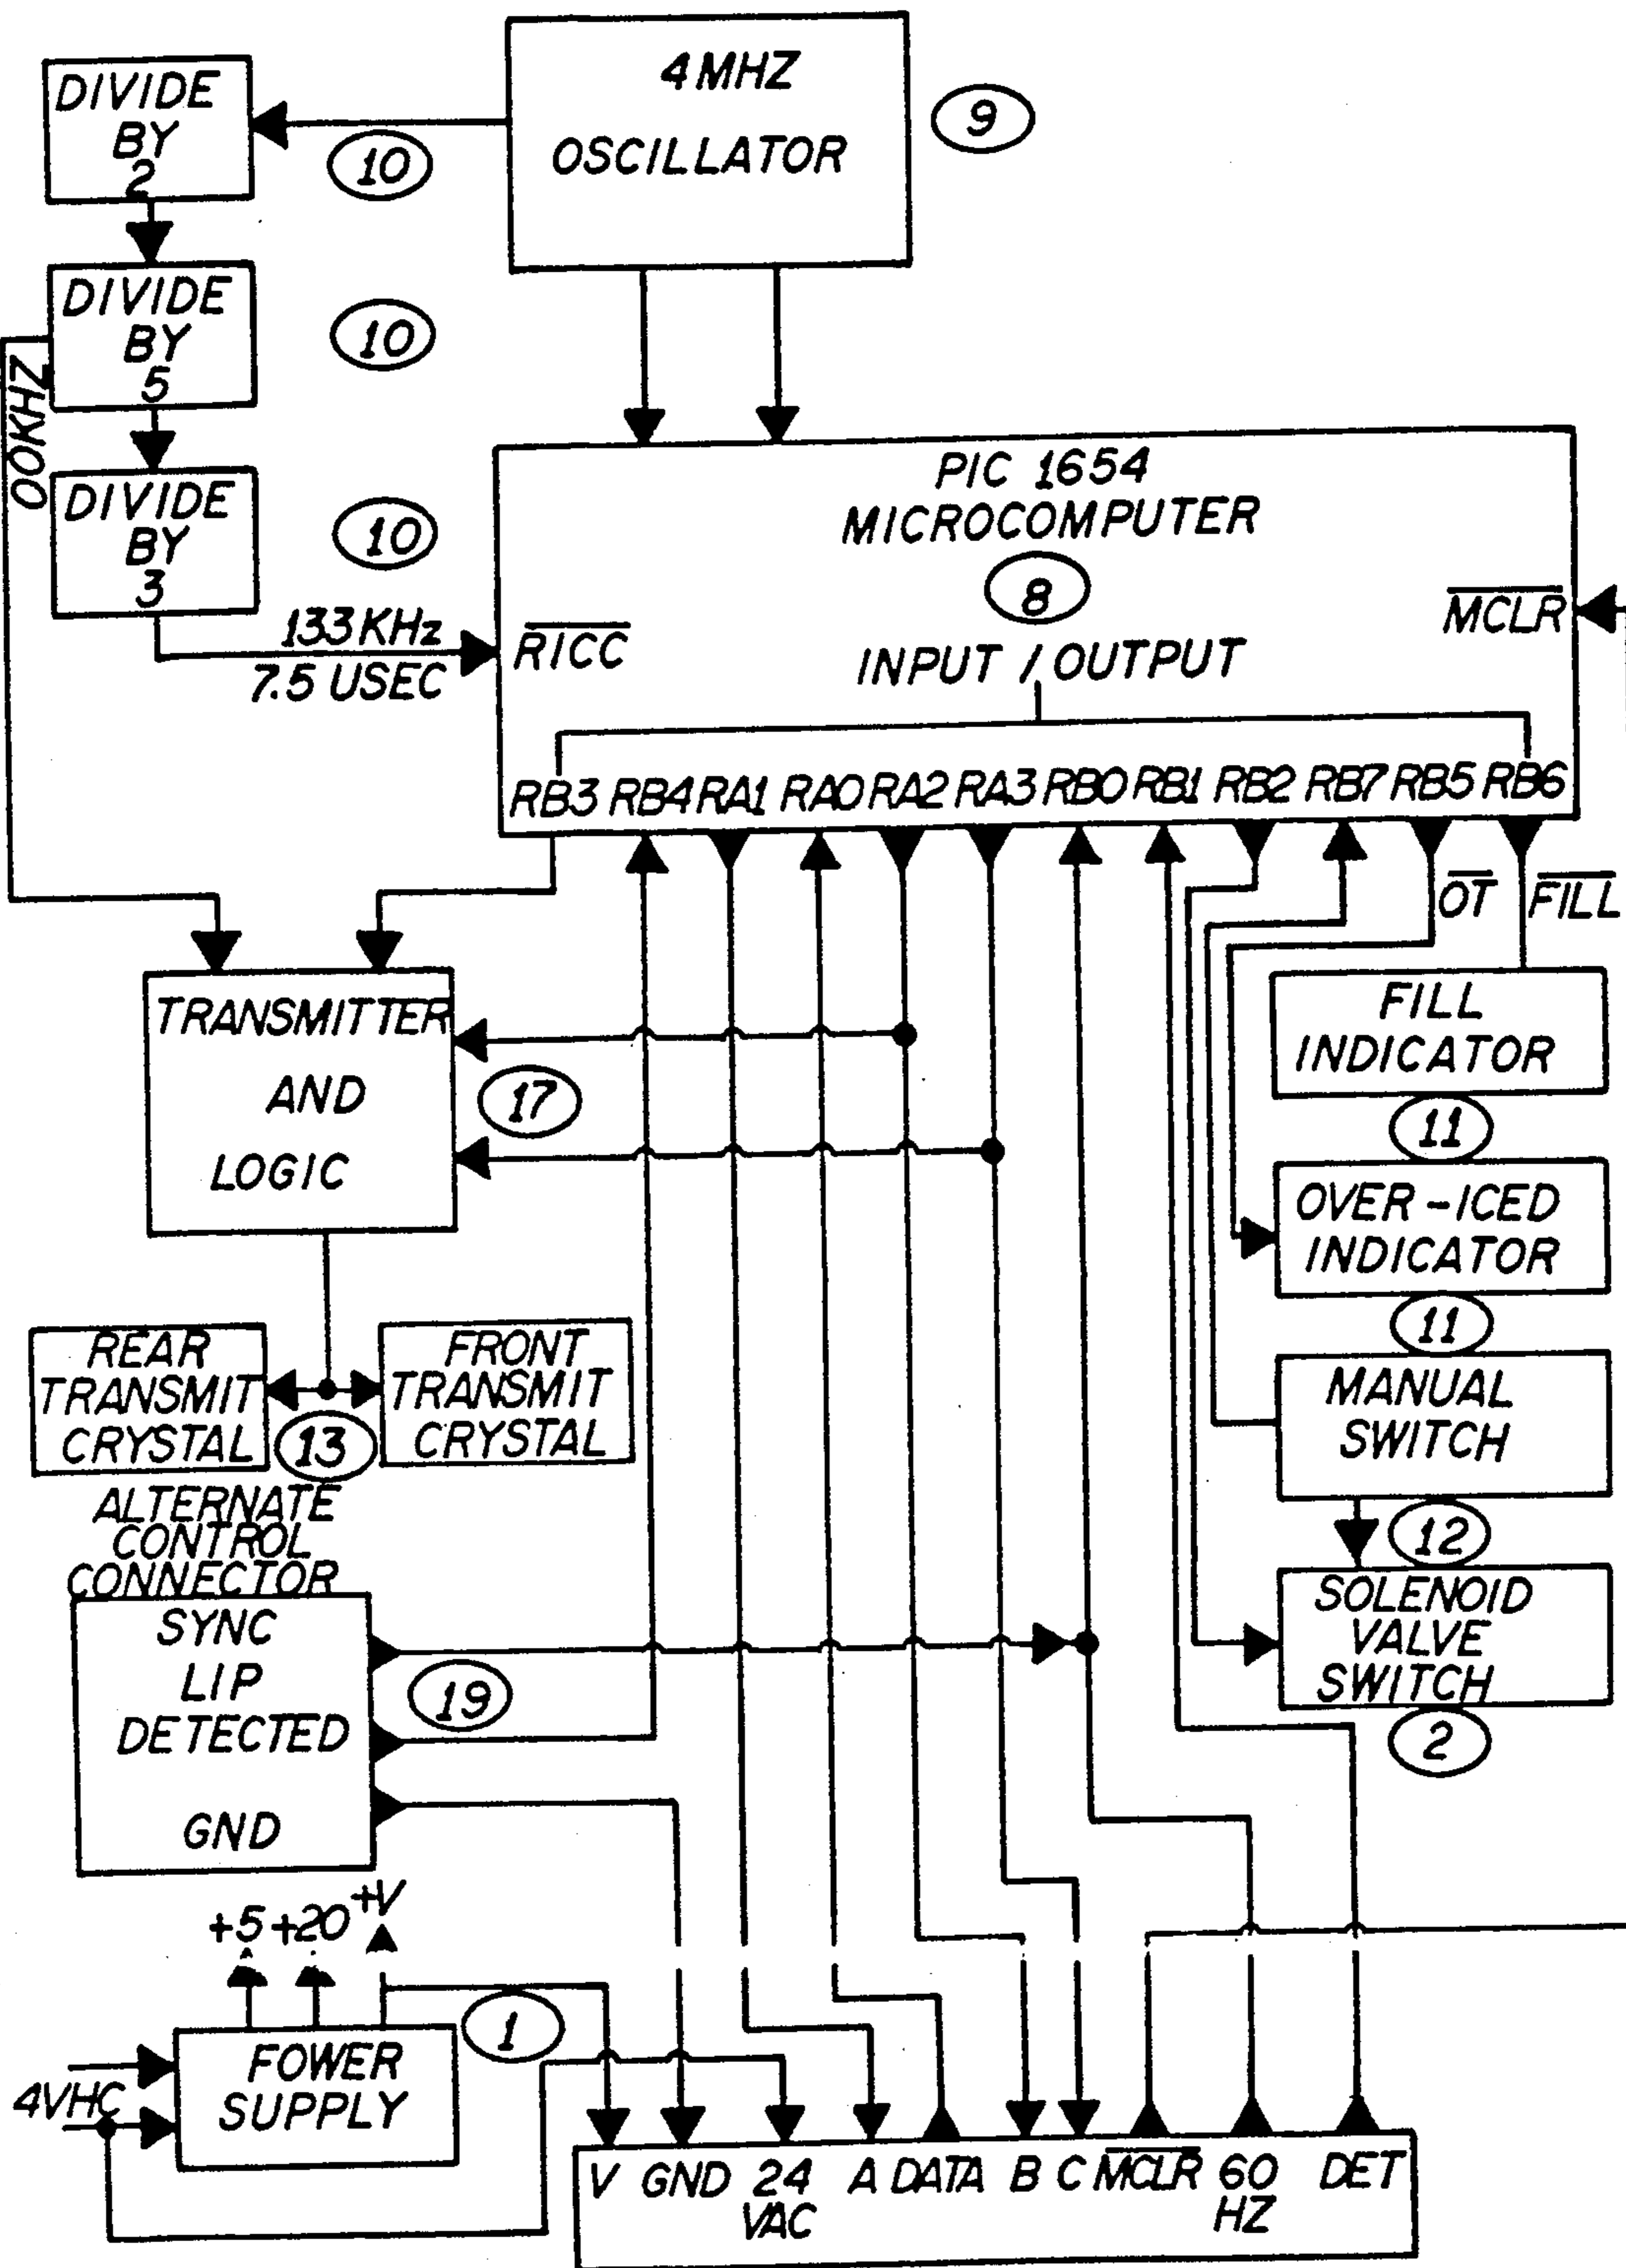 4MHZ
OSCILLATOR
9
DIVIDE
BY
2
10
DIVIDE
BY
5
10
00KHZ
DIVIDE
BY
3
10
133 KHz
7.5 USEC
PIC 1654
MICROCOMPUTER
8
RICC
MCLR
INPUT / OUTPUT
RB3 RB4 RA1 RA0 RA2 RA3 RB0 RB1 RB2 RB7 RB5 RB6
OT FILL
TRANSMITTER
AND
LOGIC
17
FILL
INDICATOR
11
OVER-ICED
INDICATOR
11
MANUAL
SWITCH
12
SOLENOID
VALVE
SWITCH
2
REAR
TRANSMIT
CRYSTAL
13
FRONT
TRANSMIT
CRYSTAL
ALTERNATE
CONTROL
CONNECTOR
SYNC
LIP
DETECTED
GND
19
+5 +20 +V
1
FOWER
SUPPLY
4VHC
V GND 24 VAC A DATA B C MCLR 60 HZ DET